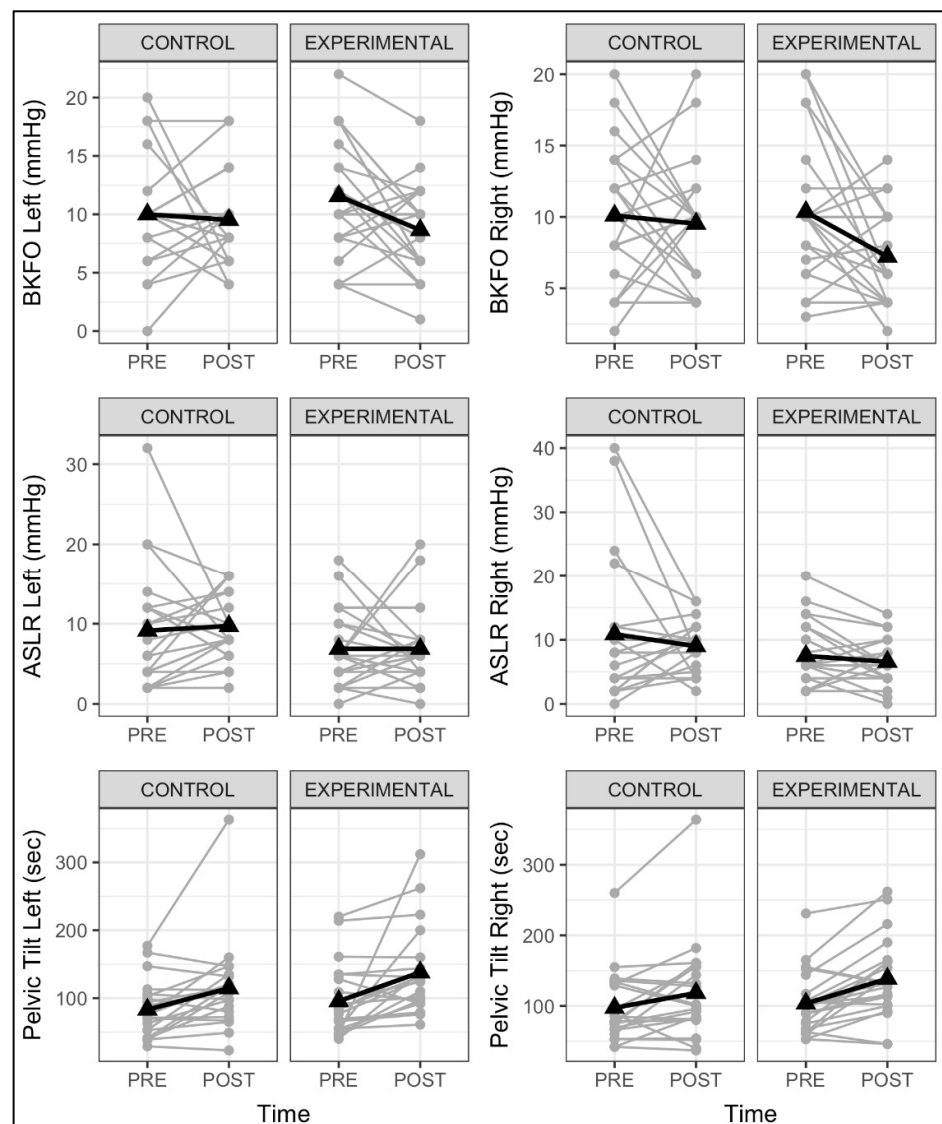 CONTROL EXPERIMENTAL
BKFO Left (mmHg)
20
15
10
5
0
PRE POST PRE POST
CONTROL EXPERIMENTAL
BKFO Right (mmHg)
20
15
10
5
PRE POST PRE POST
CONTROL EXPERIMENTAL
ASLR Left (mmHg)
30
20
10
0
PRE POST PRE POST
CONTROL EXPERIMENTAL
ASLR Right (mmHg)
40
30
20
10
0
PRE POST PRE POST
CONTROL EXPERIMENTAL
Pelvic Tilt Left (sec)
300
200
100
PRE POST PRE POST
Time
CONTROL EXPERIMENTAL
Pelvic Tilt Right (sec)
300
200
100
PRE POST PRE POST
Time